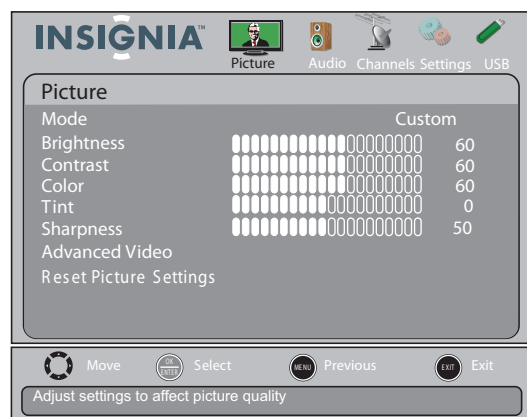 INSIGNIA™
Picture Audio Channels Settings USB
Picture
Mode Custom
Brightness 60
Contrast 60
Color 60
Tint 0
Sharpness 50
Advanced Video
Reset Picture Settings
Move OK ENTER Select MENU Previous EXIT Exit
Adjust settings to affect picture quality